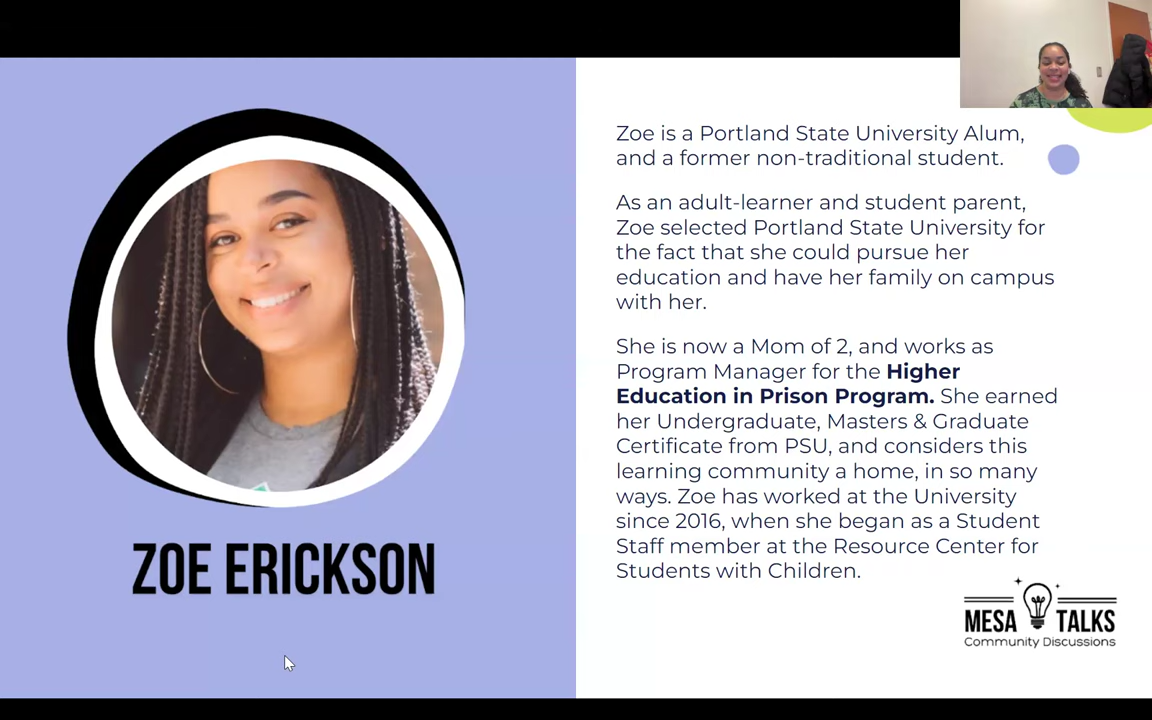 Zoe is a Portland State University Alum,
and a former non-traditional student.
As an adult-learner and student parent,
Zoe selected Portland State University for
the fact that she could pursue her
education and have her family on campus
with her.
She is now a Mom of 2, and works as
Program Manager for the Higher
Education in Prison Program. She earned
her Undergraduate, Masters & Graduate
Certificate from PSU, and considers this
learning community a home, in so many
ways. Zoe has worked at the University
since 2016, when she began as a Student
Staff member at the Resource Center for
Students with Children.
ZOE ERICKSON
MESA TALKS
Community Discussions